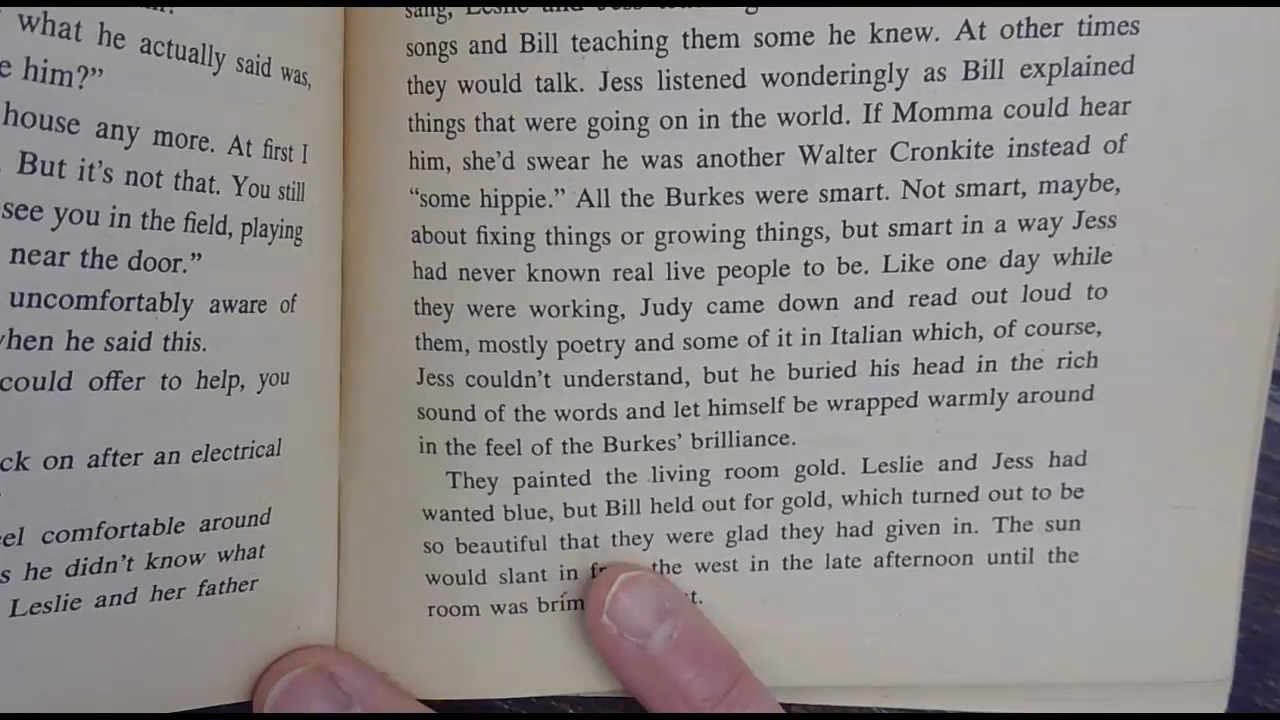 what he actually said was,
e him?”
house any more. At first I
But it’s not that. You still
see you in the field, playing
near the door.”
uncomfortably aware of
hen he said this.
could offer to help, you
ck on after an electrical
el comfortable around
s he didn’t know what
Leslie and her father
sang, Leslie and Jess
songs and Bill teaching them some he knew. At other times
they would talk. Jess listened wonderingly as Bill explained
things that were going on in the world. If Momma could hear
him, she’d swear he was another Walter Cronkite instead of
“some hippie.” All the Burkes were smart. Not smart, maybe,
about fixing things or growing things, but smart in a way Jess
had never known real live people to be. Like one day while
they were working, Judy came down and read out loud to
them, mostly poetry and some of it in Italian which, of course,
Jess couldn’t understand, but he buried his head in the rich
sound of the words and let himself be wrapped warmly around
in the feel of the Burkes’ brilliance.
They painted the living room gold. Leslie and Jess had
wanted blue, but Bill held out for gold, which turned out to be
so beautiful that they were glad they had given in. The sun
would slant in the west in the late afternoon until the
room was brim t.